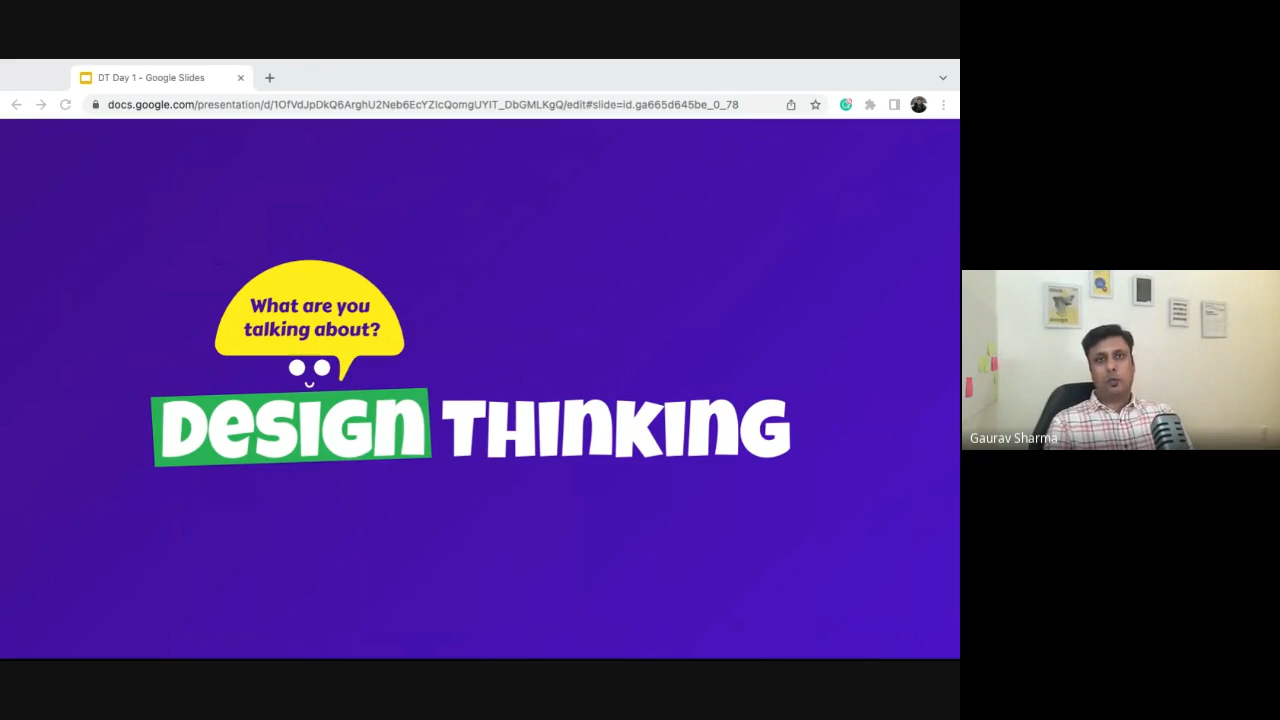 DT Day 1 - Google Slides
docs.google.com/presentation/d/1OfVdJpDkQ6ArghU2Neb6EcYZIcQomgUYIT_DbGMLKgQ/edit#slide=id.ga665d645be_0_78
What are you
talking about?
DESIGN THINKING
Gaurav Sharma